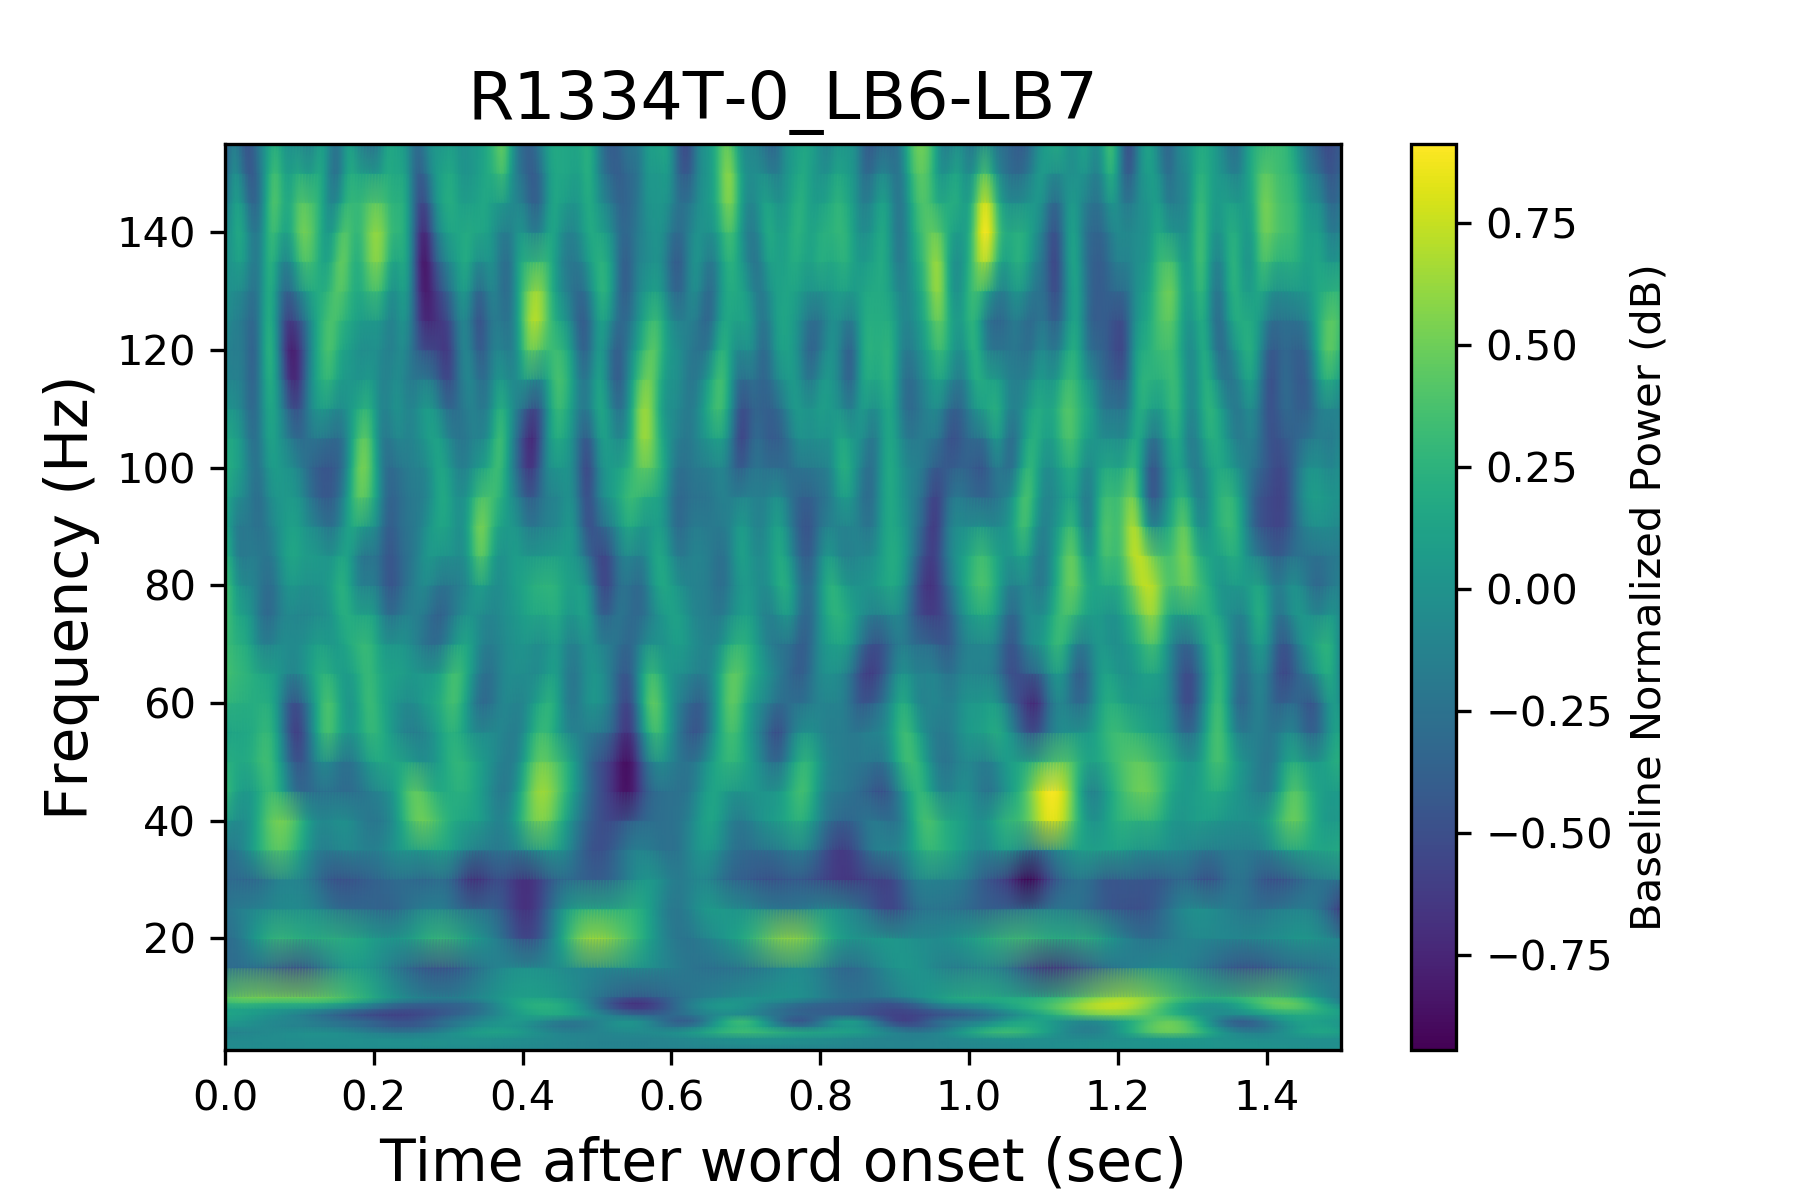 R1334T-0_LB6-LB7
Frequency (Hz)
140
120
100
80
60
40
20
0.0 0.2 0.4 0.6 0.8 1.0 1.2 1.4
Time after word onset (sec)
0.75
0.50
0.25
0.00
−0.25
−0.50
−0.75
Baseline Normalized Power (dB)